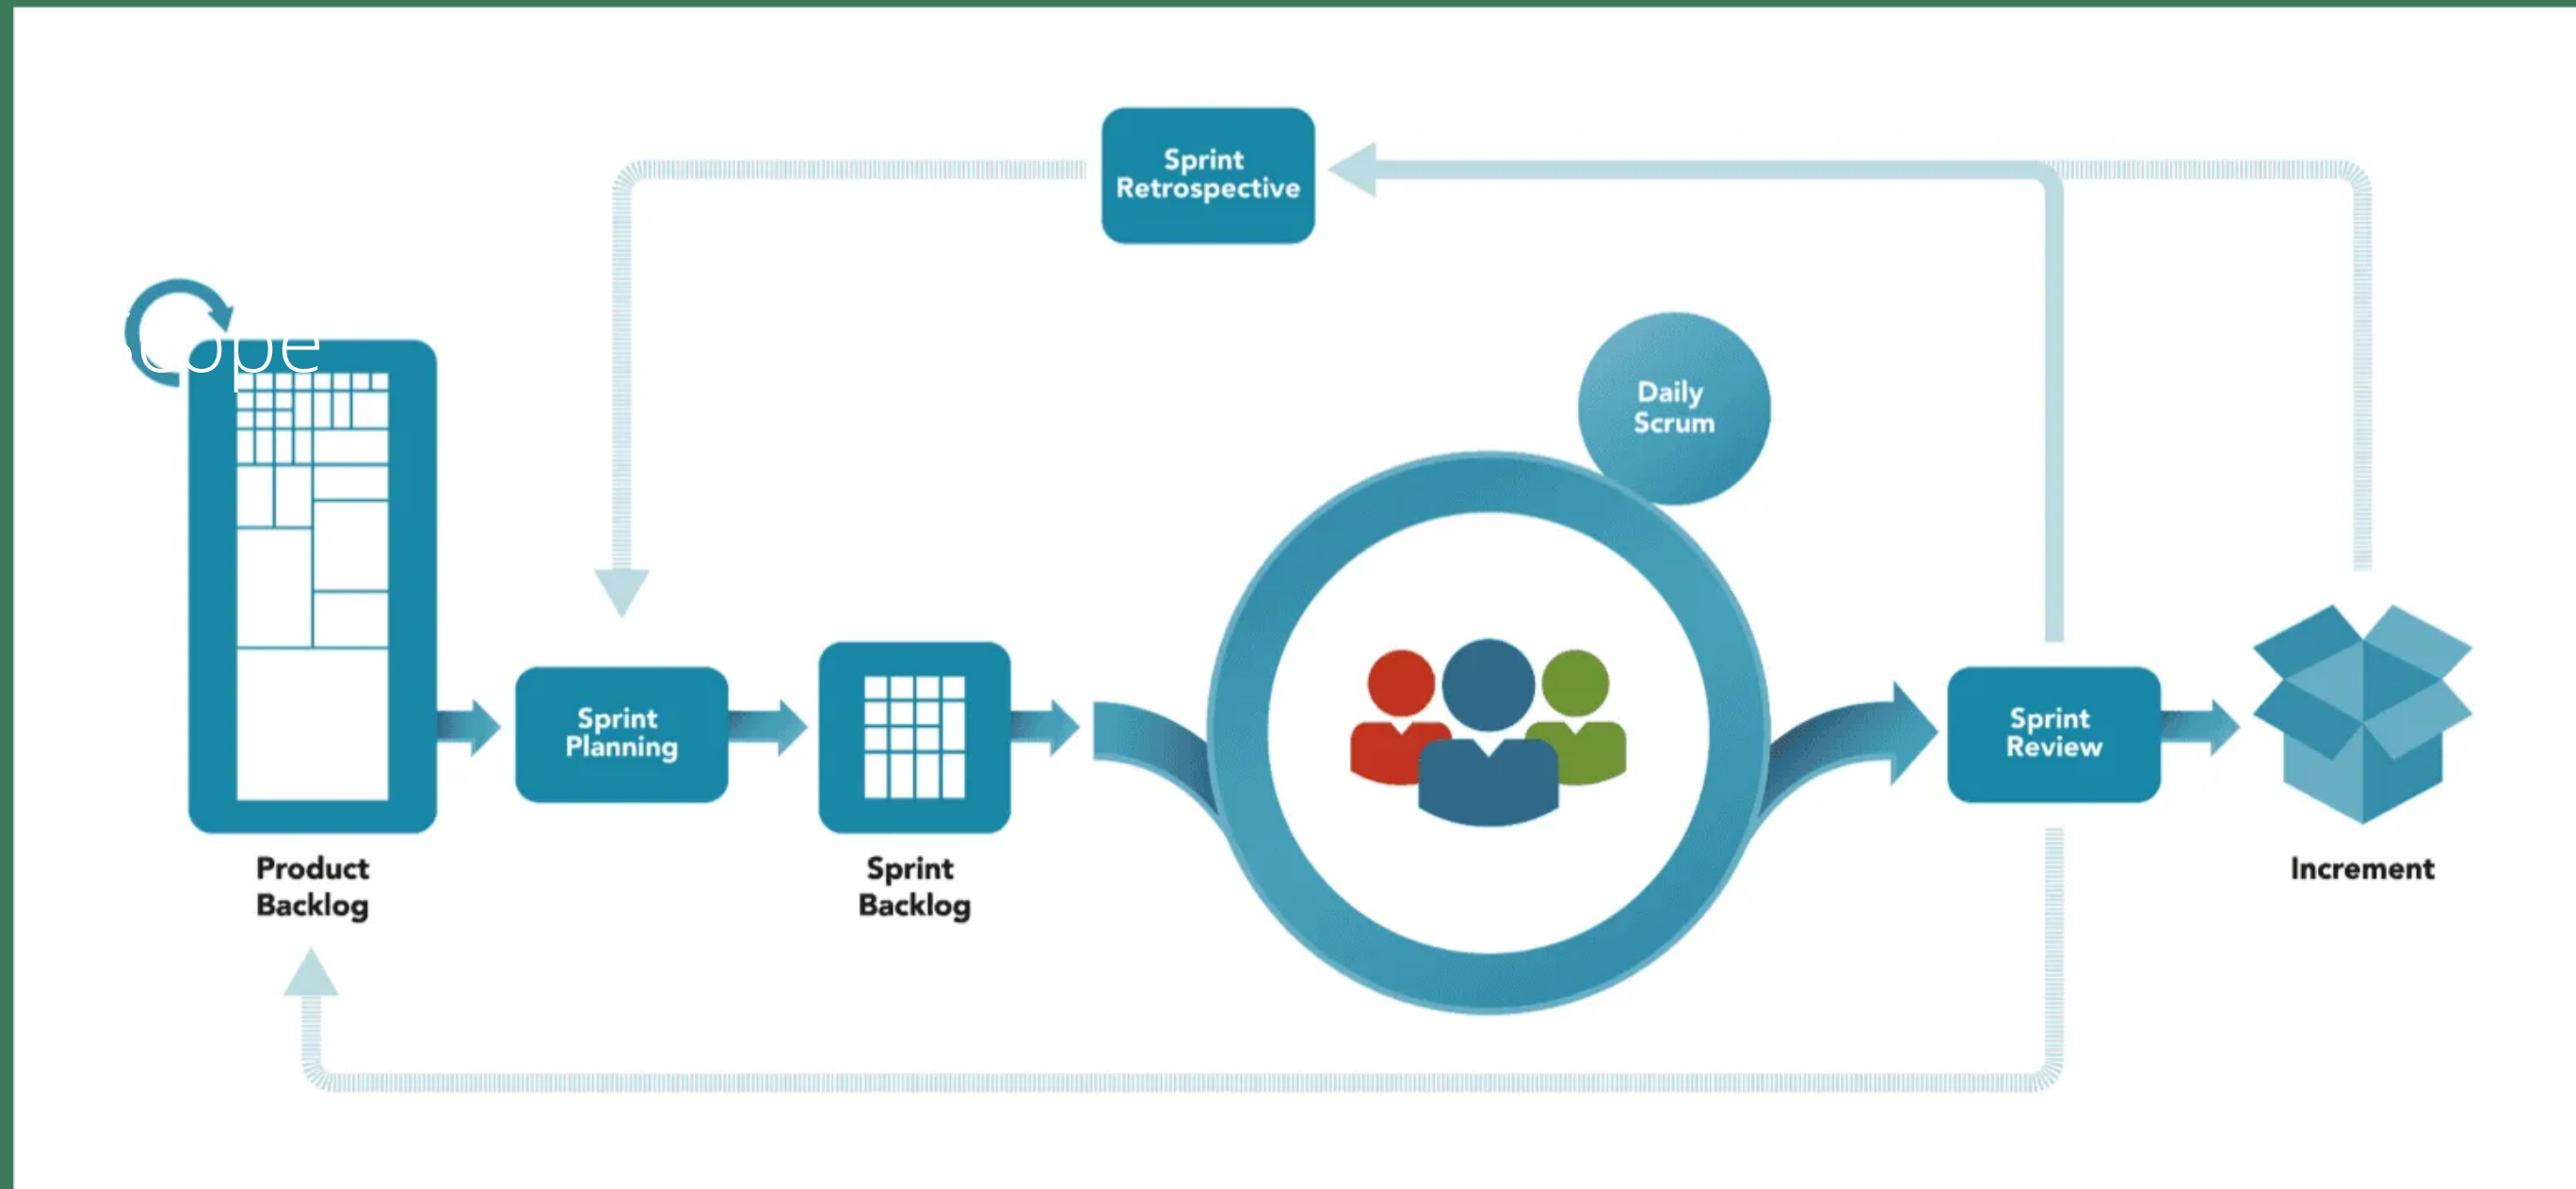 Sprint
Retrospective
Daily
Scrum
Sprint
Planning
Sprint
Review
Product
Backlog
Sprint
Backlog
Increment